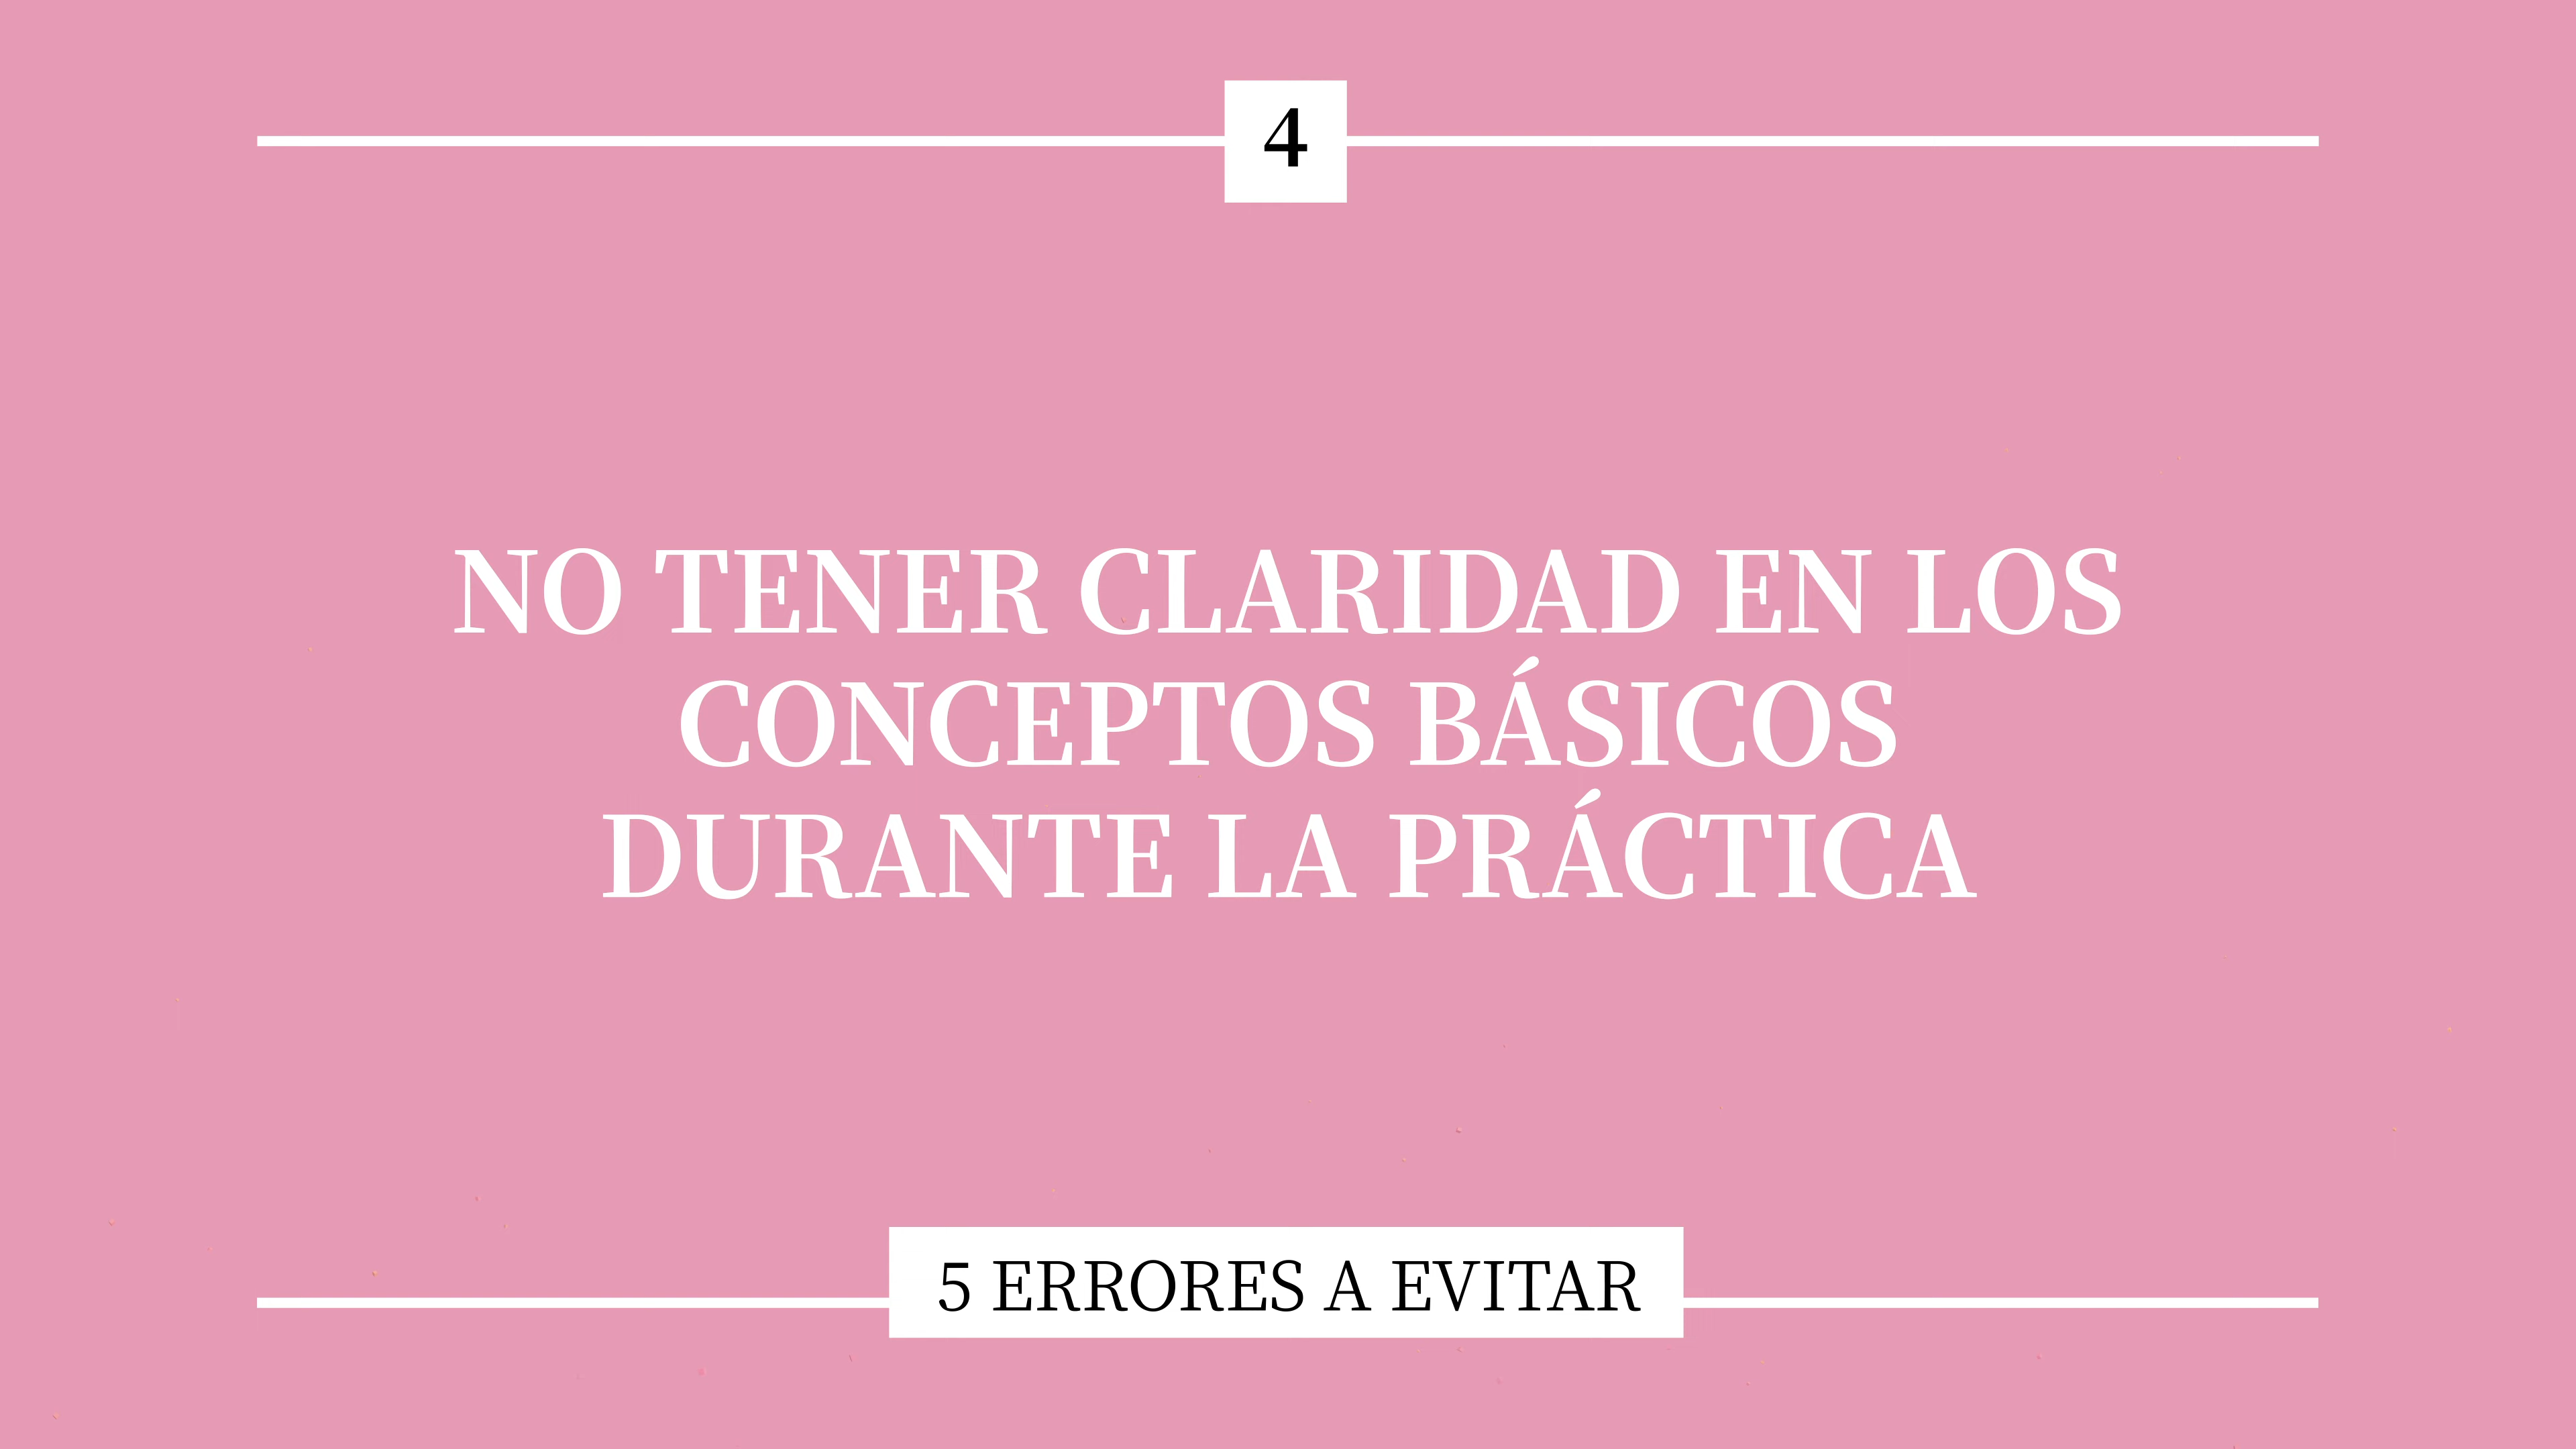 4
NO TENER CLARIDAD EN LOS
CONCEPTOS BÁSICOS
DURANTE LA PRÁCTICA
5 ERRORES A EVITAR